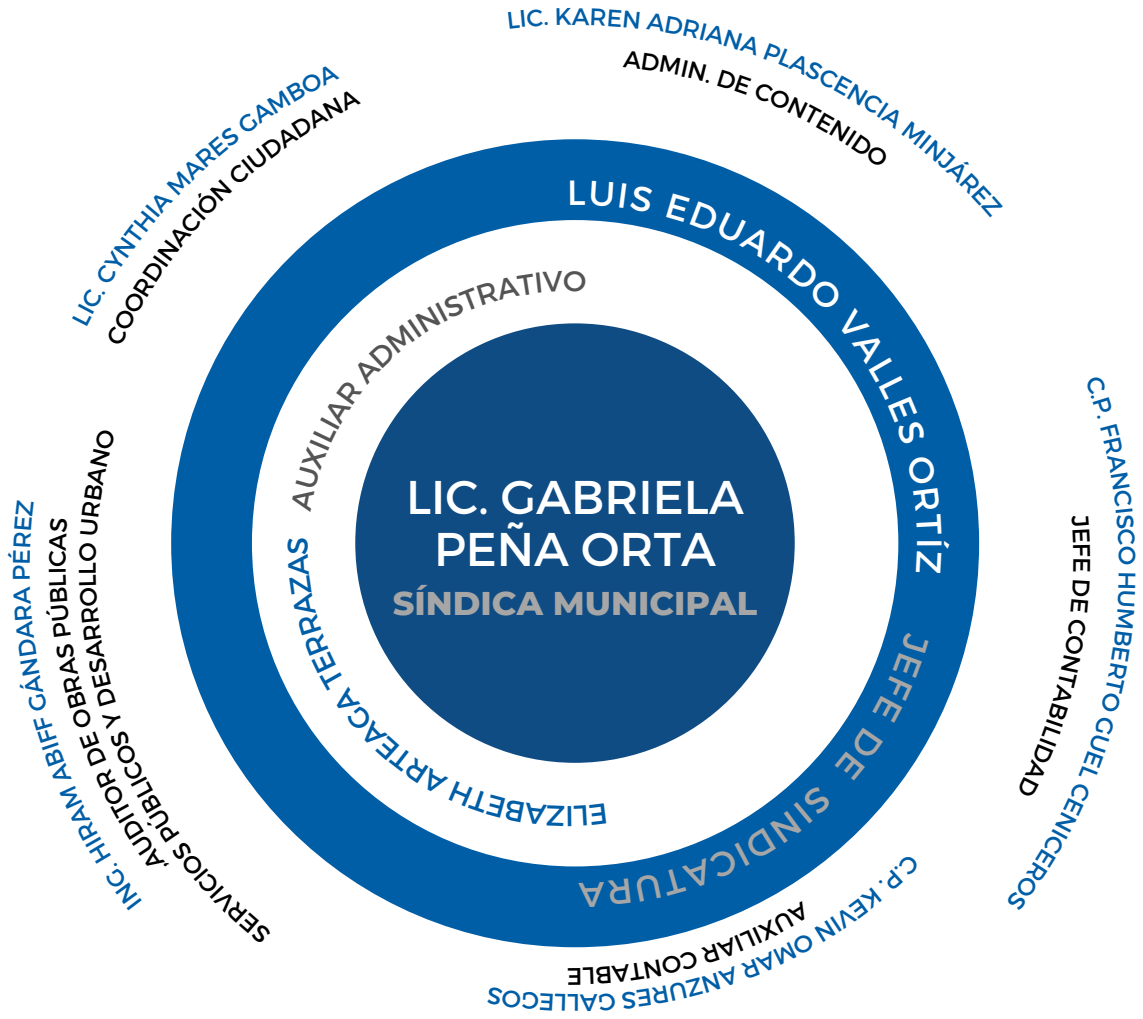 LIC. GABRIELA
PEÑA ORTA
SÍNDICA MUNICIPAL
AUXILIAR ADMINISTRATIVO
ELIZABETH ARTEAGA TERRAZAS
LUIS EDUARDO VALLES ORTÍZ
JEFE DE SINDICATURA
LIC. KAREN ADRIANA PLASCENCIA MINJÁREZ
ADMIN. DE CONTENIDO
C.P. FRANCISCO HUMBERTO GUEL CENICEROS
JEFE DE CONTABILIDAD
C.P. KEVIN OMAR ANZURES GALLEGOS
AUXILIAR CONTABLE
ING. HIRAM ABIFF GÁNDARA PÉREZ
AUDITOR DE OBRAS PÚBLICAS,
SERVICIOS PÚBLICOS Y DESARROLLO URBANO
LIC. CYNTHIA MARES GAMBOA
COORDINACIÓN CIUDADANA